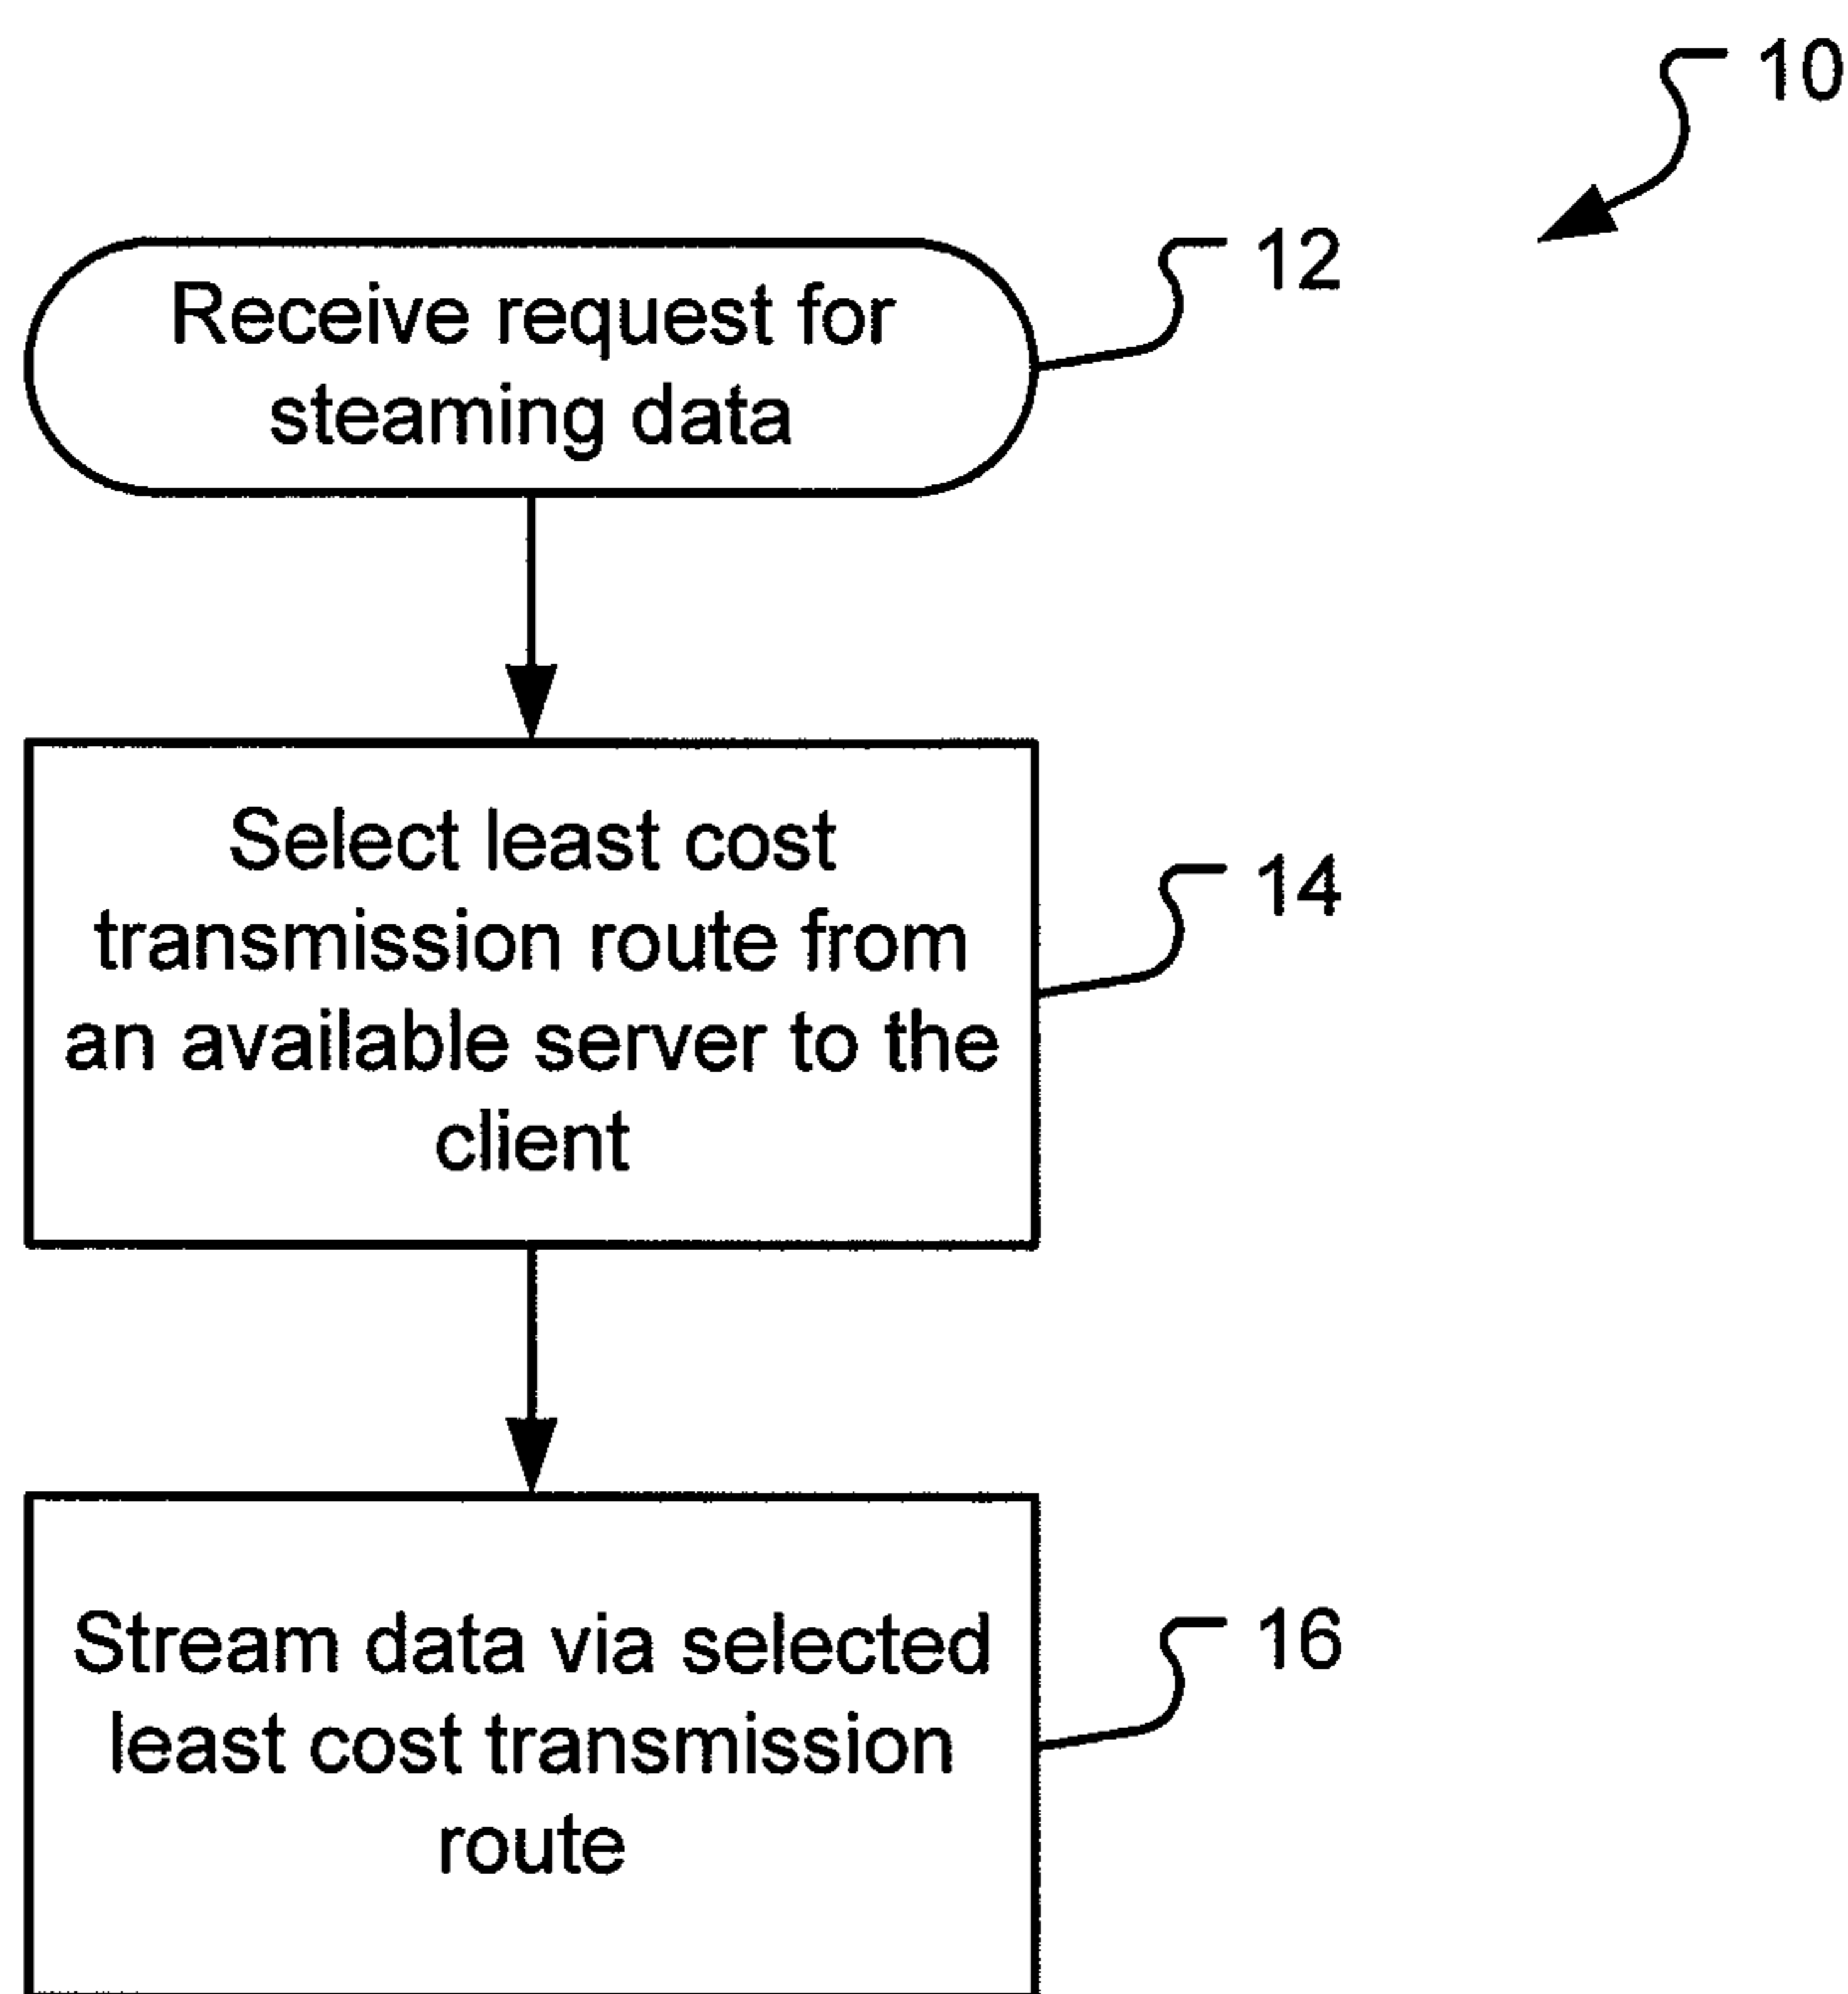 10
Receive request for
steaming data
12
Select least cost
transmission route from
an available server to the
client
14
Stream data via selected
least cost transmission
route
16